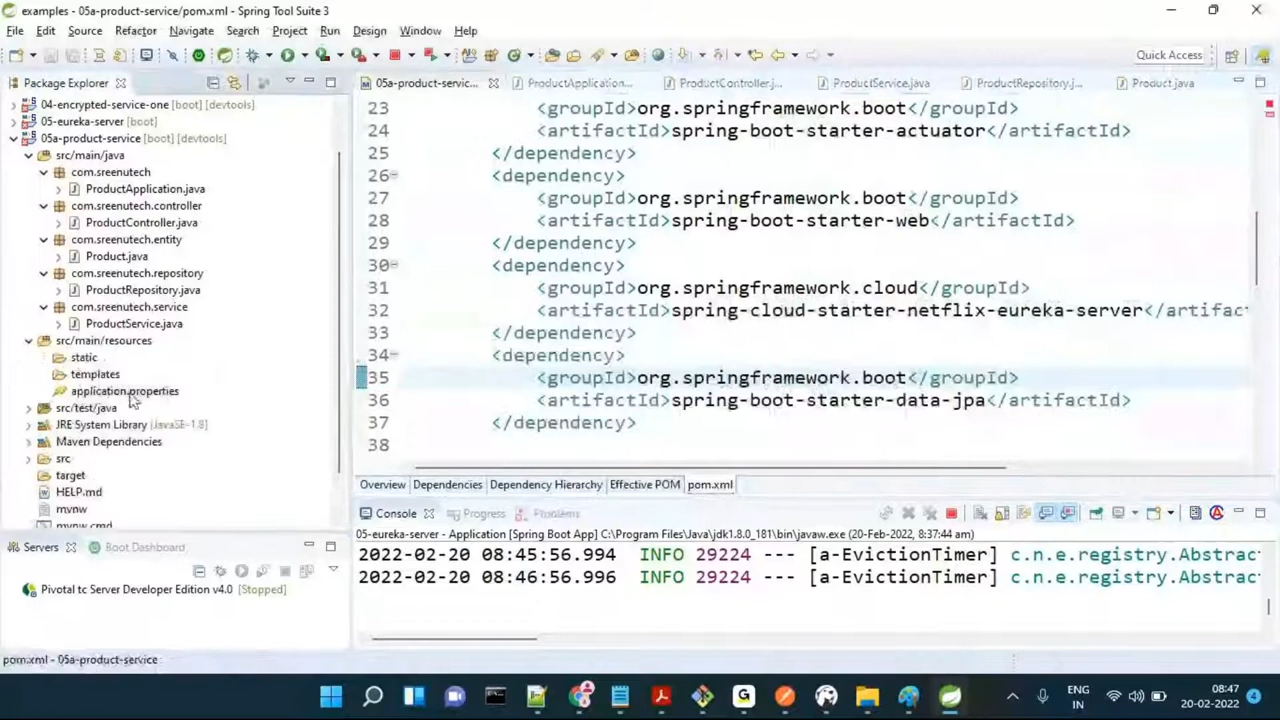 examples - 05a-product-service/pom.xml - Spring Tool Suite 3
File Edit Source Refactor Navigate Search Project Run Design Window Help
Quick Access
Package Explorer
04-encrypted-service-one [boot] [devtools]
05-eureka-server [boot]
05a-product-service [boot] [devtools]
src/main/java
com.sreenutech
ProductApplication.java
com.sreenutech.controller
ProductController.java
com.sreenutech.entity
Product.java
com.sreenutech.repository
ProductRepository.java
com.sreenutech.service
ProductService.java
src/main/resources
static
templates
application.properties
src/test/java
JRE System Library [JavaSE-1.8]
Maven Dependencies
src
target
HELP.md
mvnw
mvnw.cmd
Servers Boot Dashboard
Pivotal tc Server Developer Edition v4.0 [Stopped]
05a-product-servic... ProductApplication.... ProductController.j... ProductService.java ProductRepository.j... Product.java
23 <groupId>org.springframework.boot</groupId>
24 <artifactId>spring-boot-starter-actuator</artifactId>
25 </dependency>
26 <dependency>
27 <groupId>org.springframework.boot</groupId>
28 <artifactId>spring-boot-starter-web</artifactId>
29 </dependency>
30 <dependency>
31 <groupId>org.springframework.cloud</groupId>
32 <artifactId>spring-cloud-starter-netflix-eureka-server</artifac
33 </dependency>
34 <dependency>
35 <groupId>org.springframework.boot</groupId>
36 <artifactId>spring-boot-starter-data-jpa</artifactId>
37 </dependency>
38
Overview Dependencies Dependency Hierarchy Effective POM pom.xml
Console Progress Problems
05-eureka-server - Application [Spring Boot App] C:\Program Files\Java\jdk1.8.0_181\bin\javaw.exe (20-Feb-2022, 8:37:44 am)
2022-02-20 08:45:56.994 INFO 29224 --- [a-EvictionTimer] c.n.e.registry.Abstrac
2022-02-20 08:46:56.996 INFO 29224 --- [a-EvictionTimer] c.n.e.registry.Abstrac
pom.xml - 05a-product-service
ENG
IN
08:47
20-02-2022
4